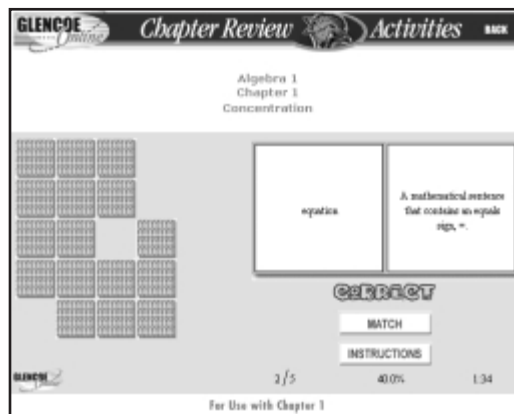 GLENCOE Online Chapter Review Activities BACK
Algebra 1
Chapter 1
Concentration
equation
A mathematical sentence
that contains an equals
sign, =.
CORRECT
MATCH
INSTRUCTIONS
GLENCOE 2/5 40.0% 1:34
For Use with Chapter 1